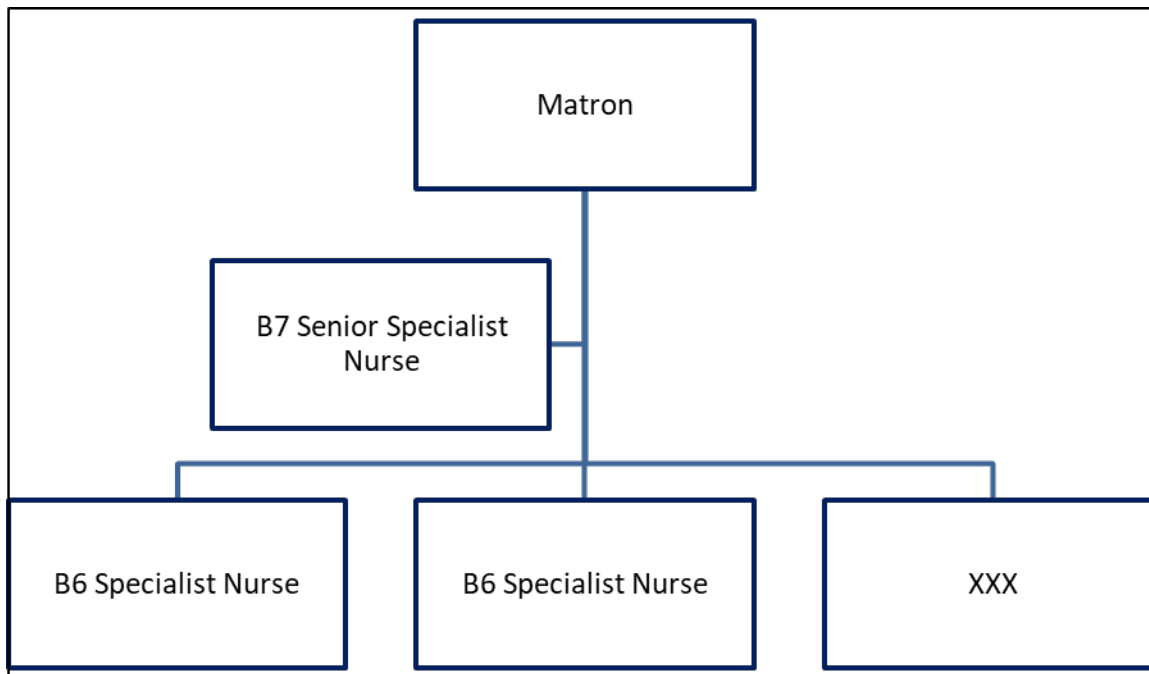 Matron
B7 Senior Specialist
Nurse
B6 Specialist Nurse
B6 Specialist Nurse
XXX